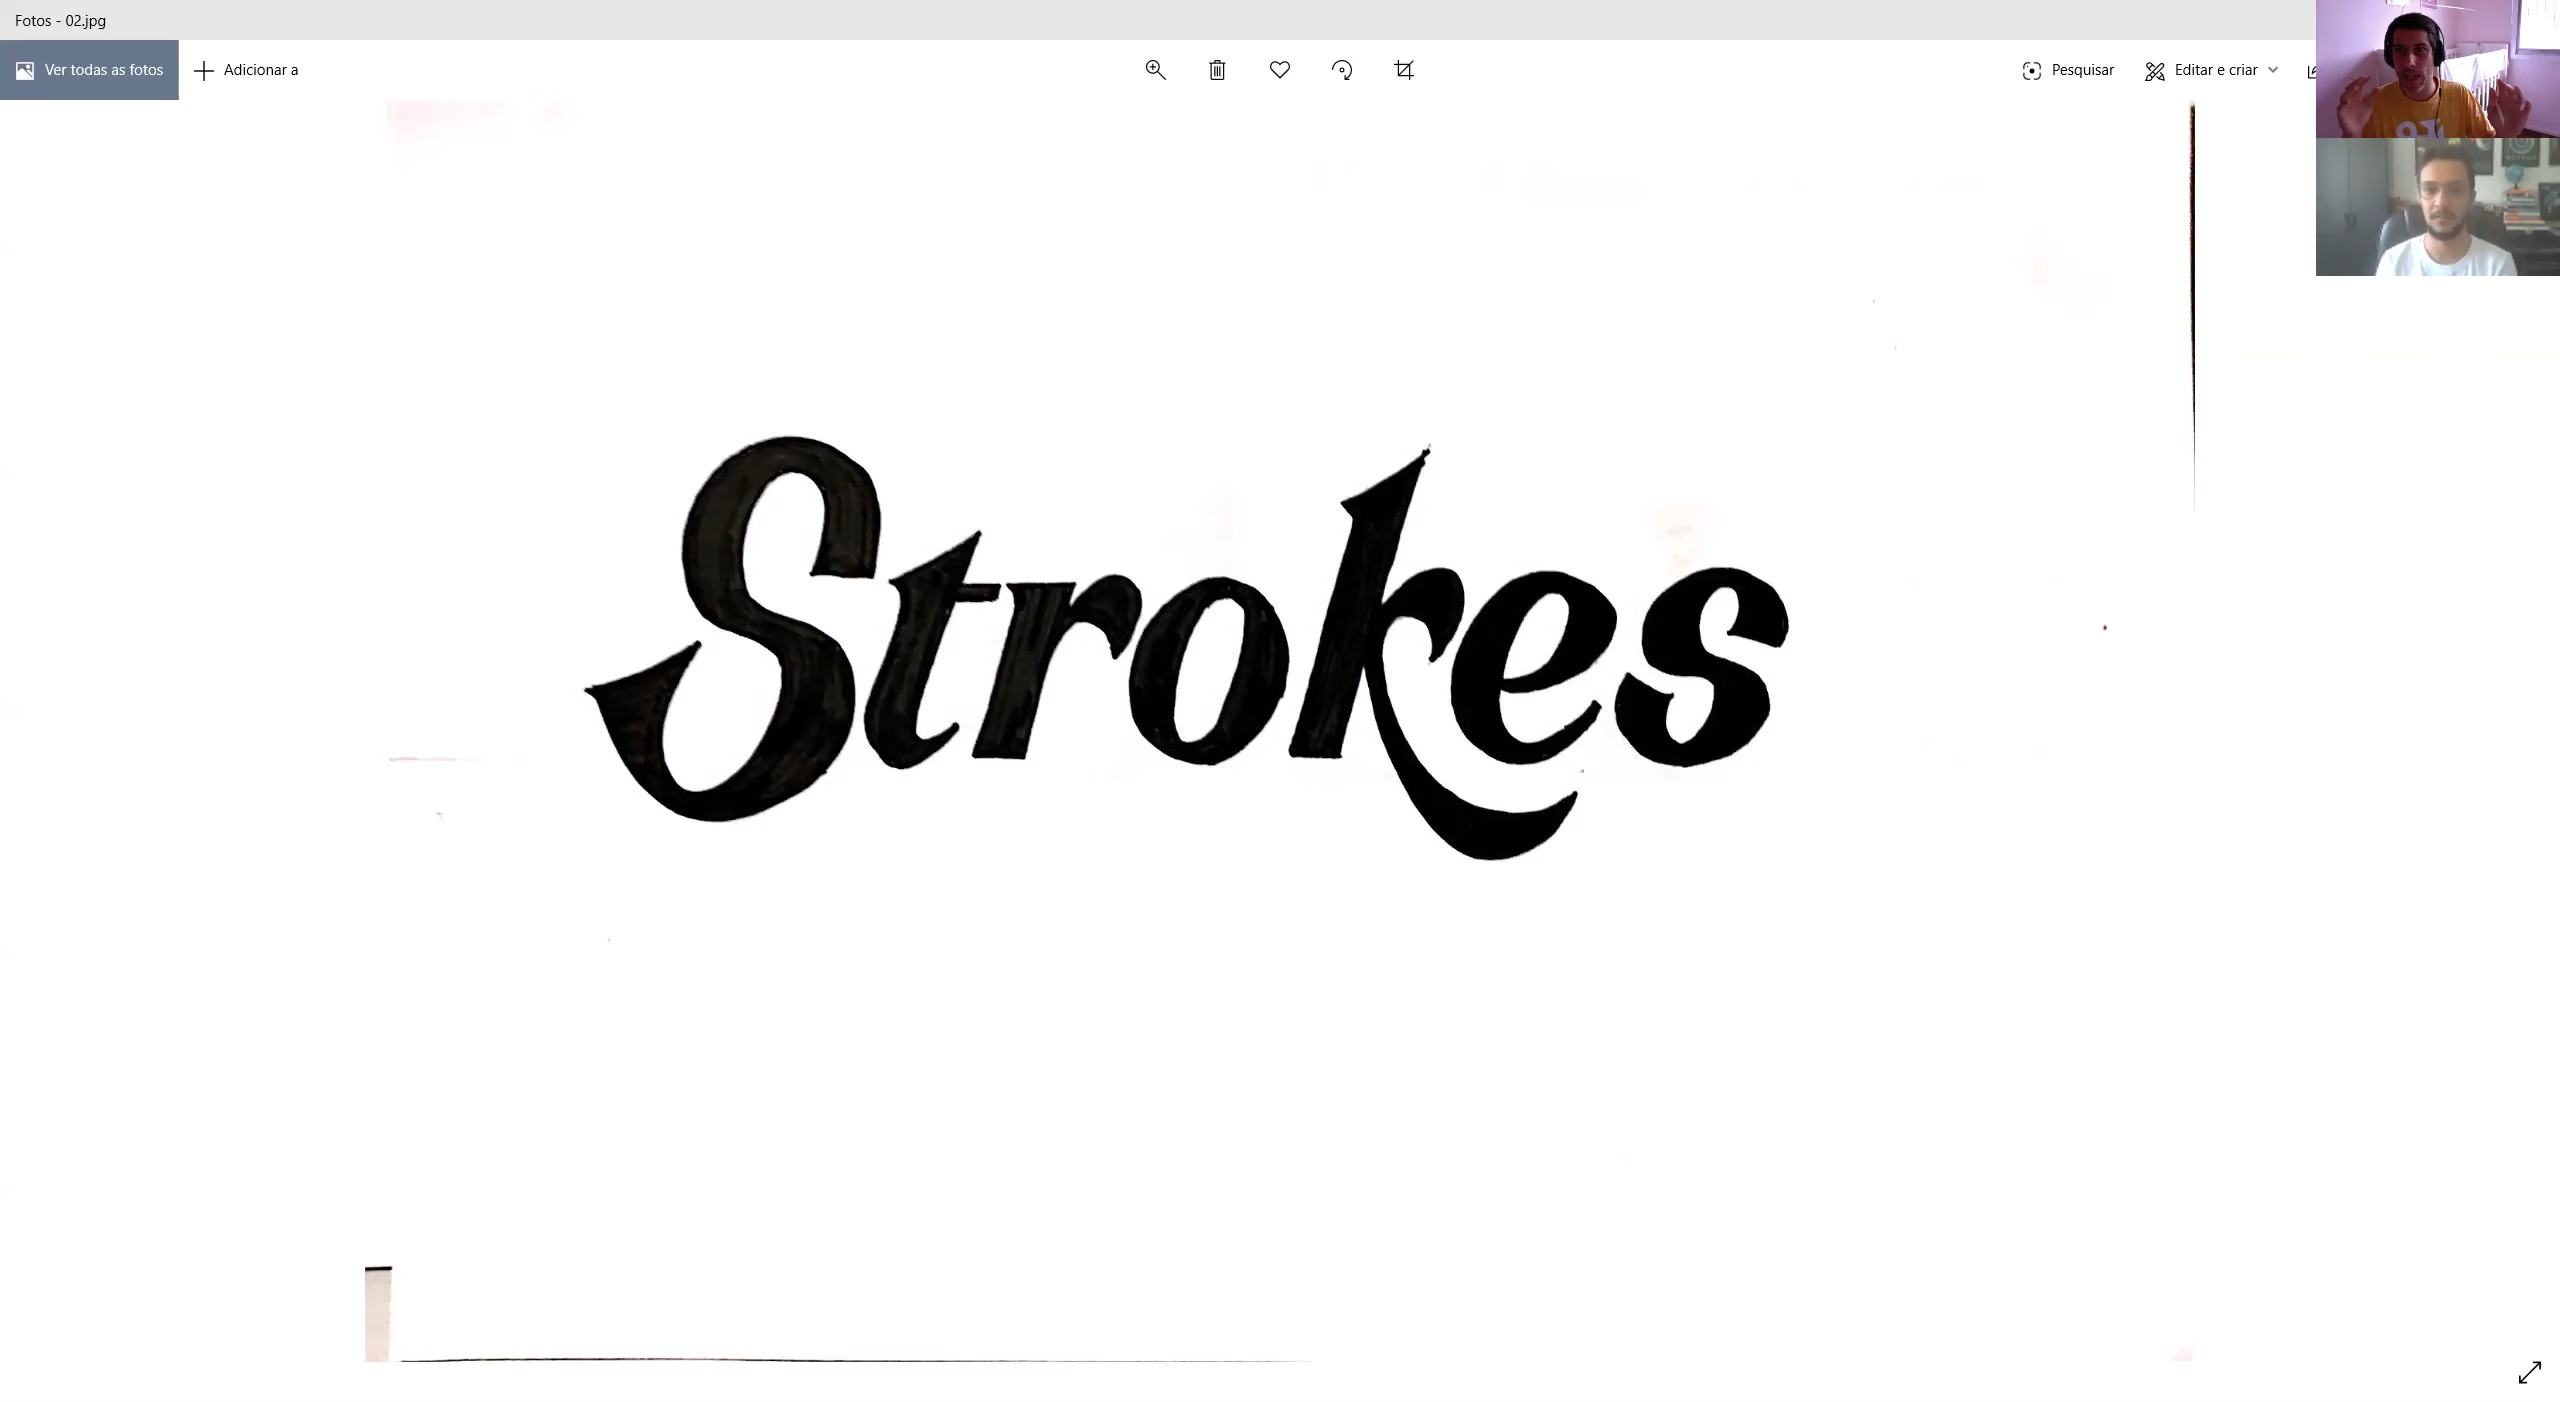 Fotos - 02.jpg
Ver todas as fotos
Adicionar a
Pesquisar
Editar e criar
Strokes